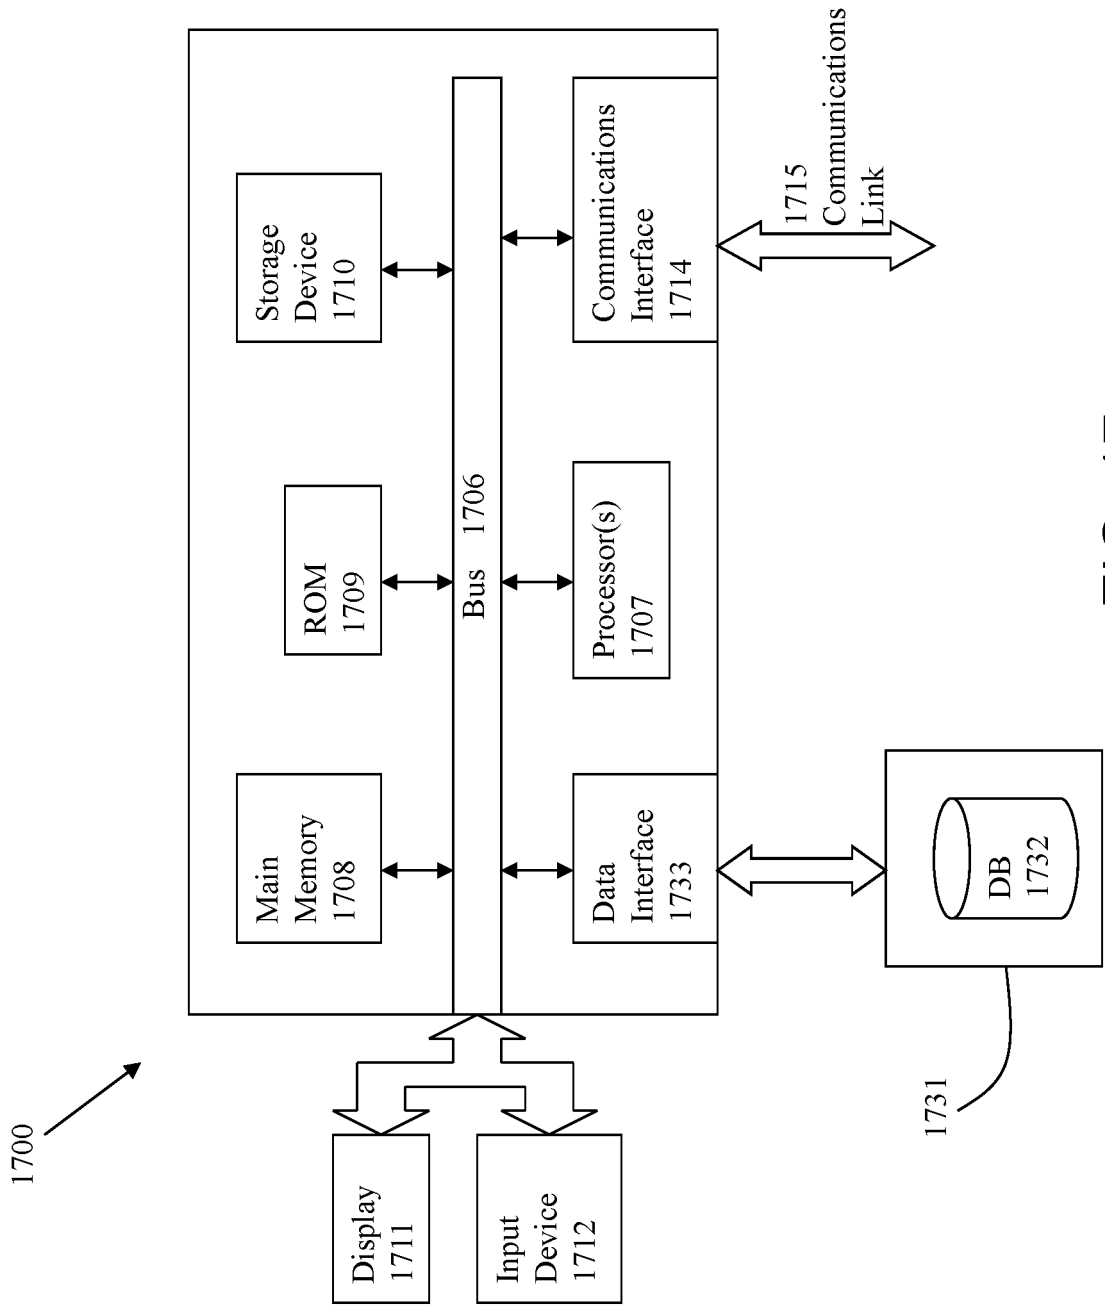 1700
Main
Memory
1708
ROM
1709
Storage
Device
1710
Display
1711
Bus 1706
Input
Device
1712
Data
Interface
1733
Processor(s)
1707
Communications
Interface
1714
1715
Communications
Link
1731
DB
1732